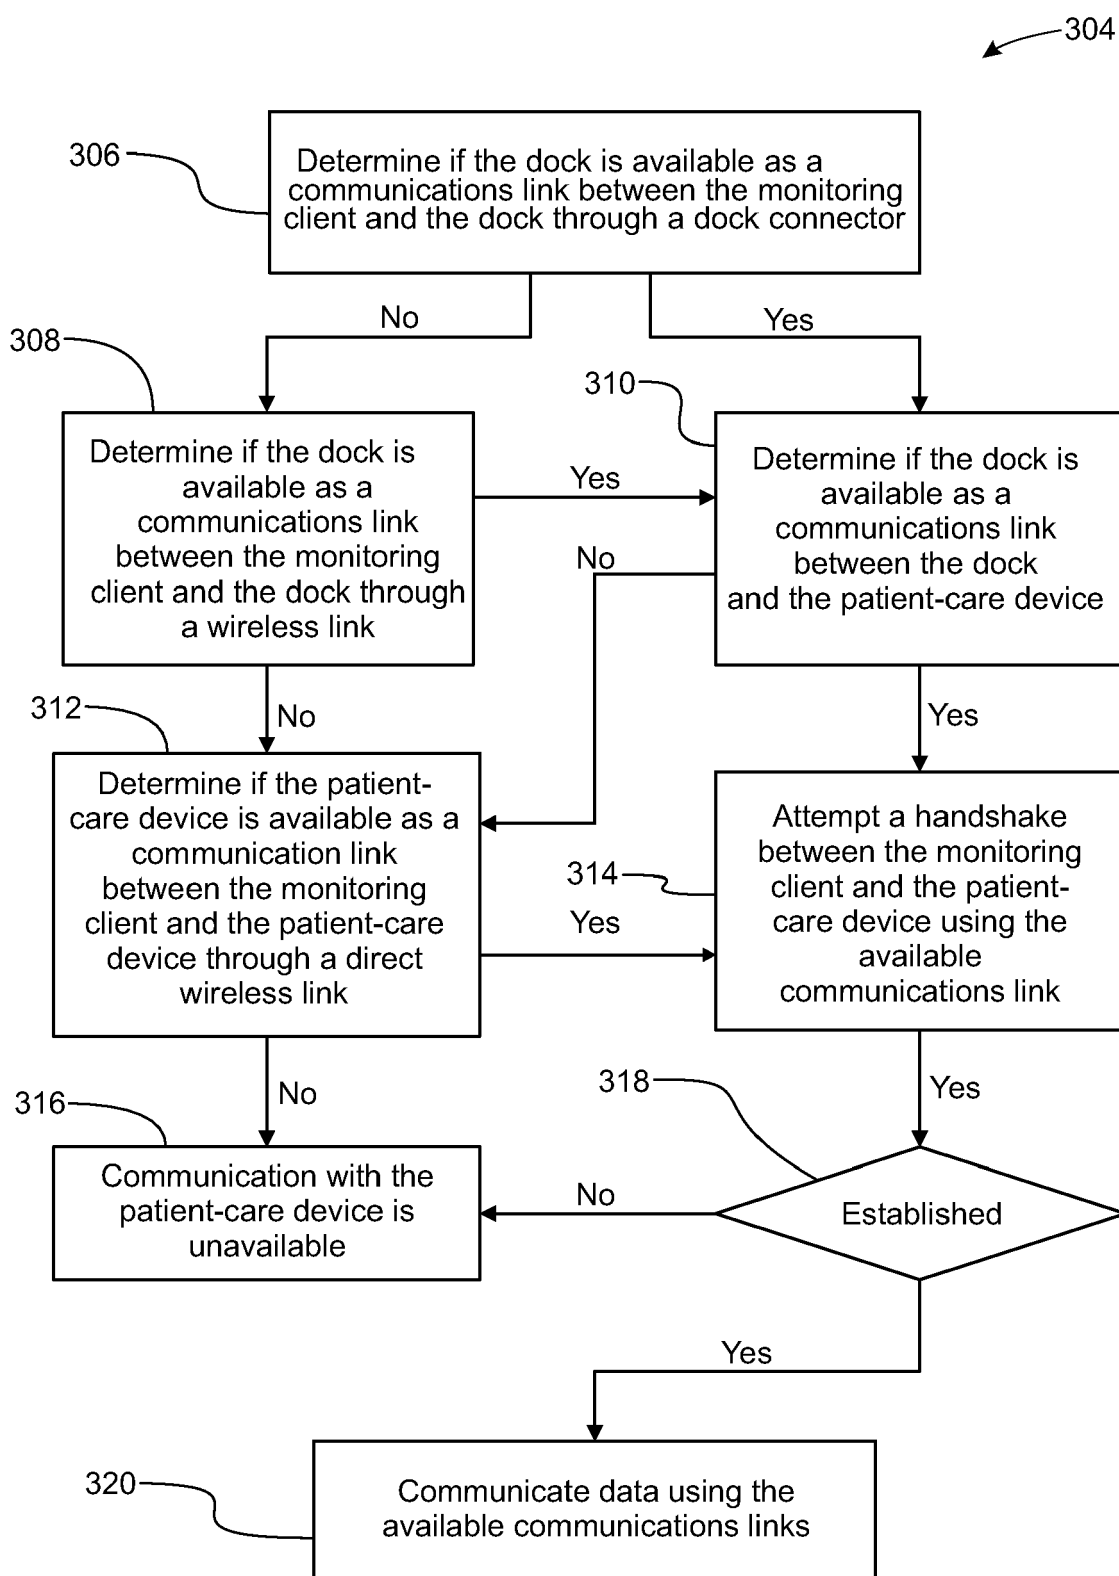 304
306
Determine if the dock is available as a
communications link between the monitoring
client and the dock through a dock connector
No
Yes
308
310
Determine if the dock is
available as a
communications link
between the monitoring
client and the dock through
a wireless link
Yes
No
Determine if the dock is
available as a
communications link
between the dock
and the patient-care device
312
No
Yes
Determine if the patient-
care device is available as a
communication link
between the monitoring
client and the patient-care
device through a direct
wireless link
314
Yes
Attempt a handshake
between the monitoring
client and the patient-
care device using the
available
communications link
316
No
318
Yes
Communication with the
patient-care device is
unavailable
No
Established
Yes
320
Communicate data using the
available communications links